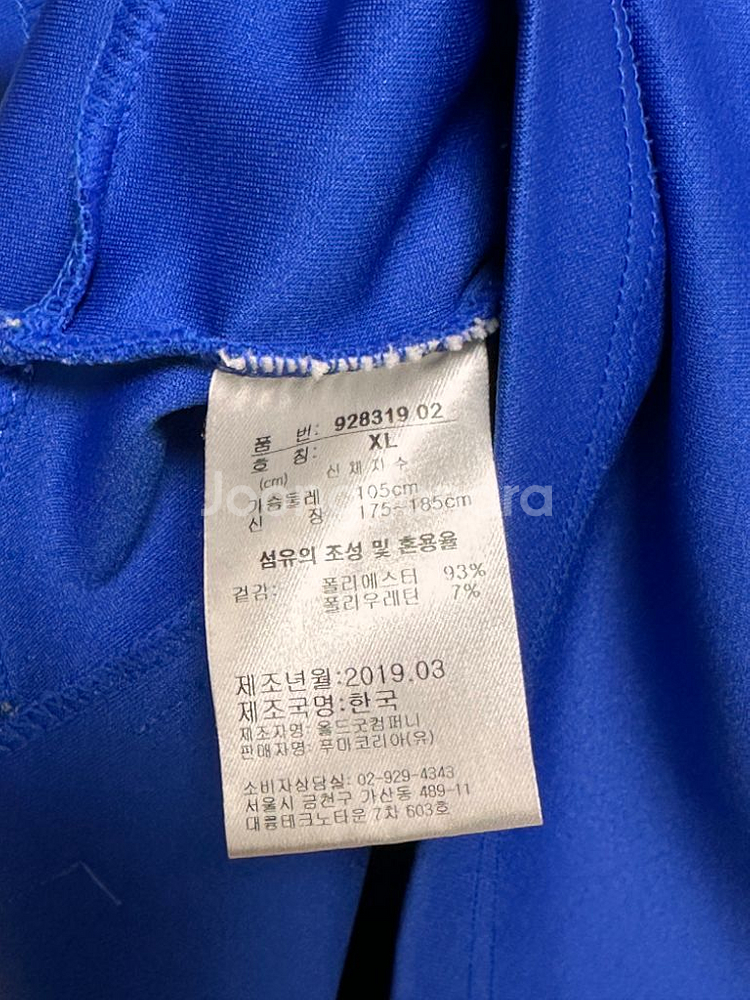 품 번: 928319 02
호 칭: XL
(cm) 신체치수
가슴둘레 105cm
신 장 175~185cm
섬유의 조성 및 혼용율
겉감: 폴리에스터 93%
폴리우레탄 7%
제조년월:2019.03
제조국명:한국
제조자명: 올드굿컴퍼니
판매자명: 푸마코리아(유)
소비자상담실: 02-929-4343
서울시 금천구 가산동 489-11
대륭테크노타운 7차 603호